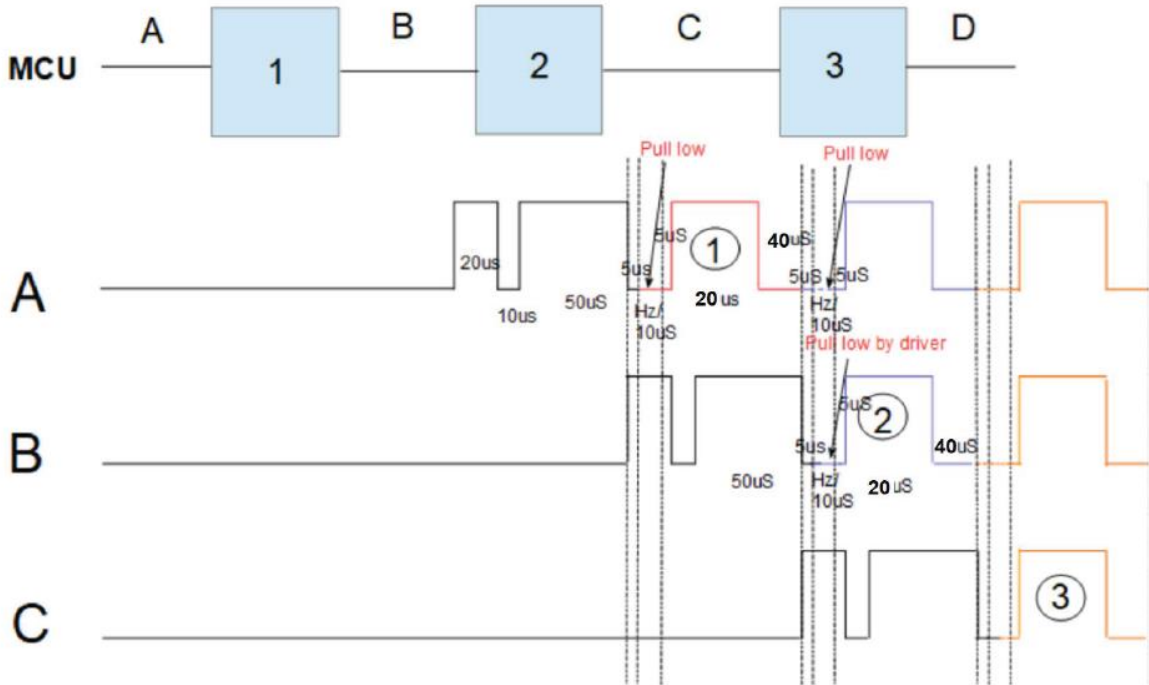 A
B
C
D
MCU
1
2
3
Pull low
Pull low
A
20us
10us
50uS
5us
5uS
Hz/
10uS
1
20 us
40uS
5uS
5uS
Hz/
10uS
Pull low by driver
B
50uS
5us
5uS
Hz/
10uS
2
20 uS
40uS
C
3